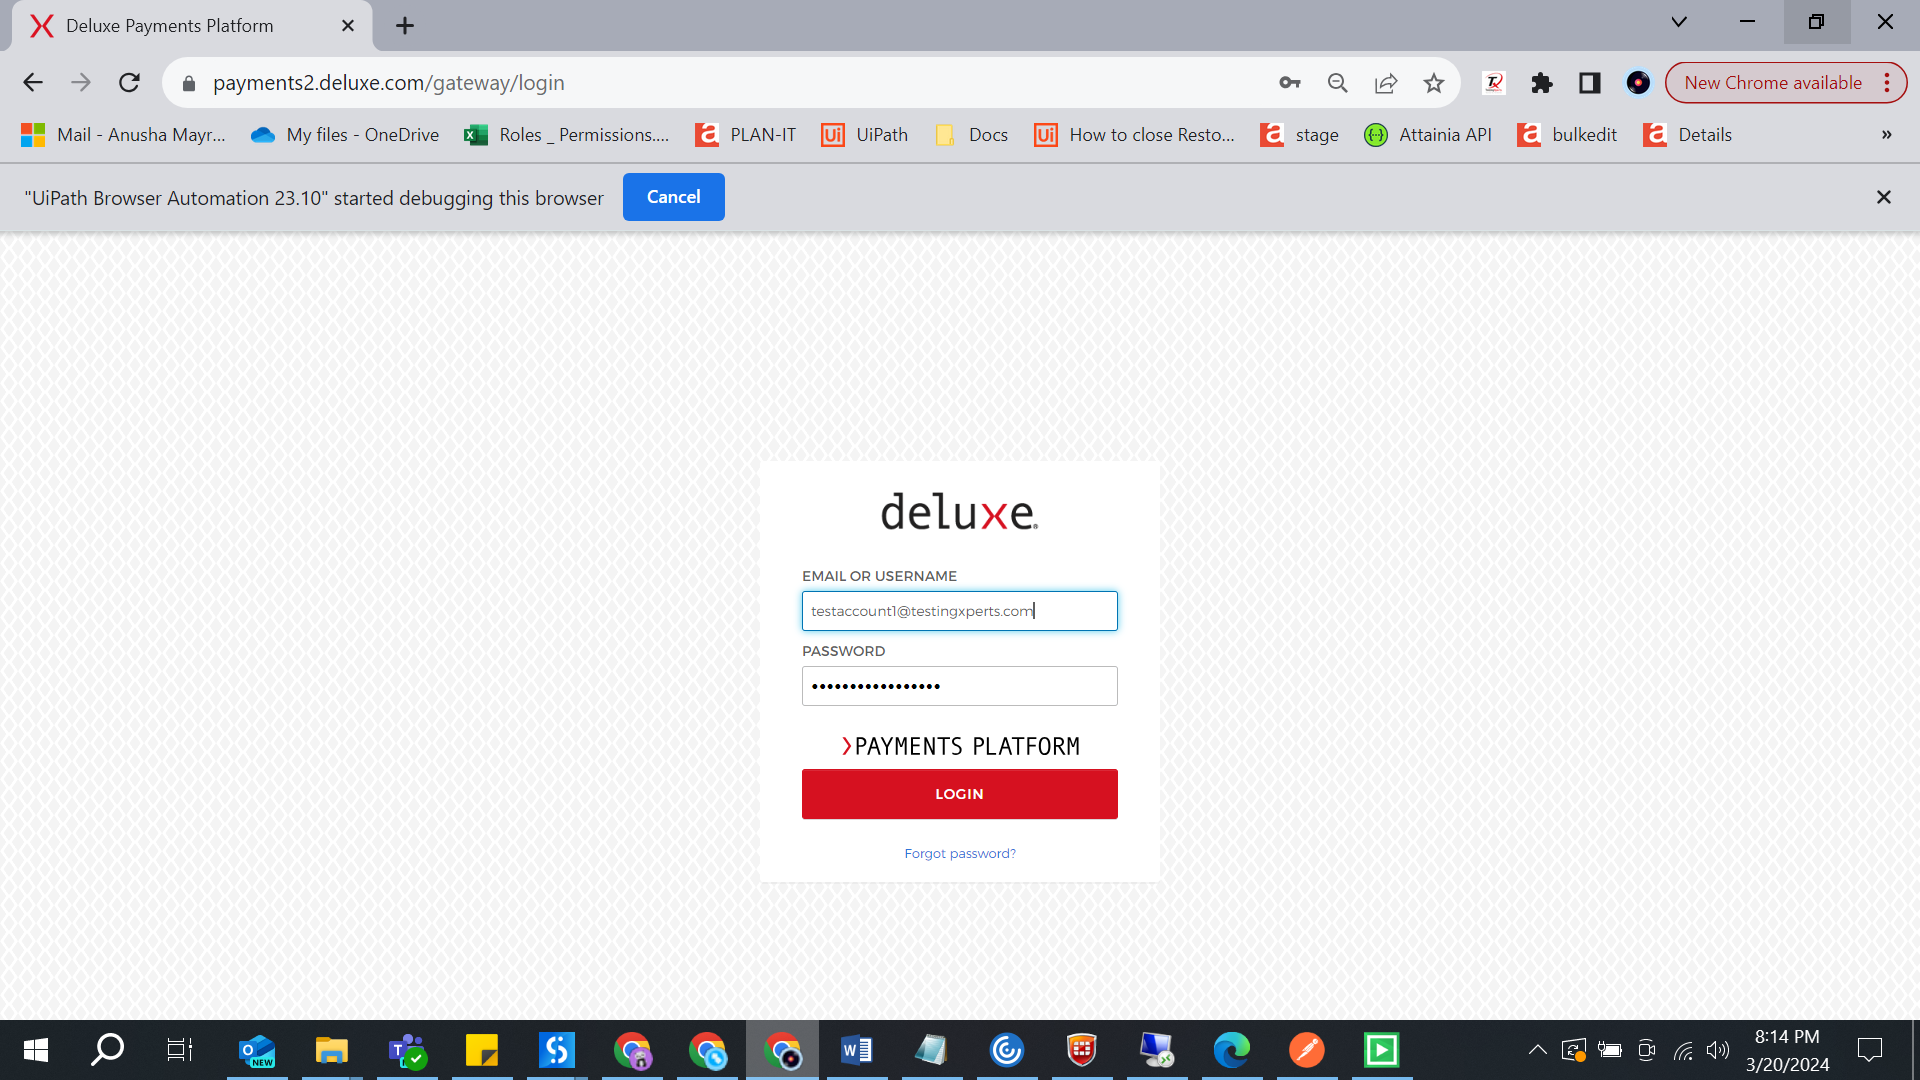 Deluxe Payments Platform
payments2.deluxe.com/gateway/login
New Chrome available
Mail - Anusha Mayr...
My files - OneDrive
Roles _ Permissions....
PLAN-IT
UiPath
Docs
How to close Resto...
stage
Attainia API
bulkedit
Details
»
"UiPath Browser Automation 23.10" started debugging this browser
Cancel
deluxe.
EMAIL OR USERNAME
testaccount1@testingxperts.com
PASSWORD
•••••••••••••••••
PAYMENTS PLATFORM
LOGIN
Forgot password?
NEW
8:14 PM
3/20/2024